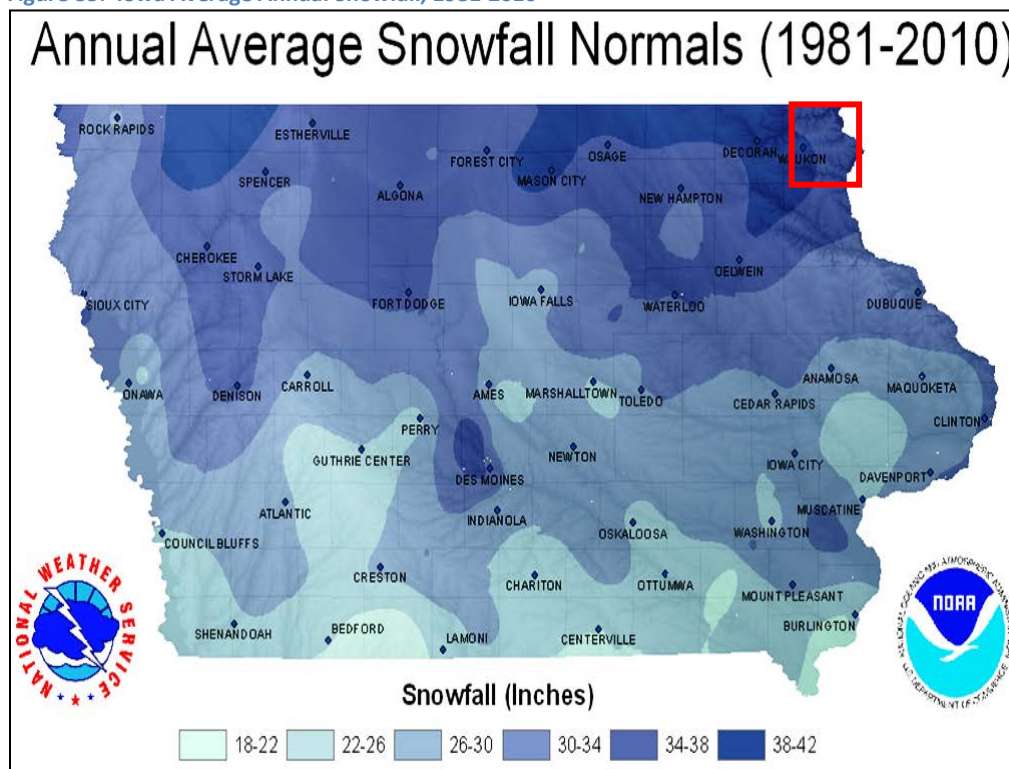 Annual Average Snowfall Normals (1981-2010)
ROCK RAPIDS
ESTHERVILLE
FOREST CITY
OSAGE
DECORAH
WAUKON
SPENCER
ALGONA
MASON CITY
NEW HAMPTON
CHEROKEE
STORM LAKE
OELWEIN
SIOUX CITY
FORT DODGE
IOWA FALLS
WATERLOO
DUBUQUE
ONAWA
DENISON
CARROLL
AMES
MARSHALLTOWN
TOLEDO
ANAMOSA
CEDAR RAPIDS
MAQUOKETA
CLINTON
PERRY
GUTHRIE CENTER
NEWTON
IOWA CITY
DES MOINES
DAVENPORT
ATLANTIC
INDIANOLA
OSKALOOSA
WASHINGTON
MUSCATINE
COUNCIL BLUFFS
CRESTON
CHARITON
OTTUMWA
MOUNT PLEASANT
SHENANDOAH
BEDFORD
LAMONI
CENTERVILLE
BURLINGTON
NATIONAL WEATHER SERVICE
NOAA
Snowfall (Inches)
18-22 22-26 26-30 30-34 34-38 38-42